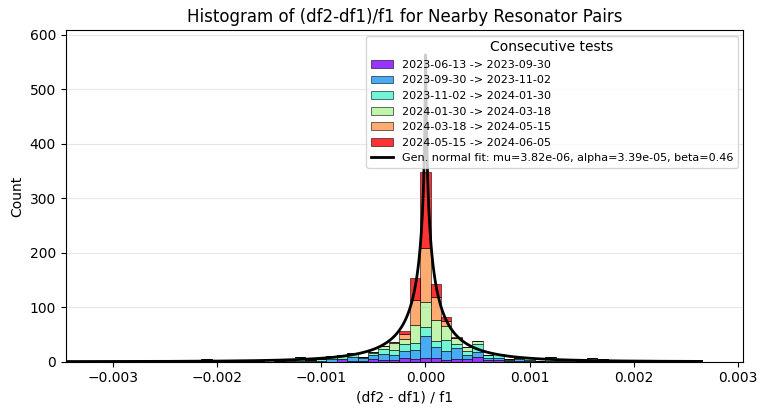 Histogram of (df2-df1)/f1 for Nearby Resonator Pairs
Count
600
500
400
300
200
100
0
Consecutive tests
2023-06-13 -> 2023-09-30
2023-09-30 -> 2023-11-02
2023-11-02 -> 2024-01-30
2024-01-30 -> 2024-03-18
2024-03-18 -> 2024-05-15
2024-05-15 -> 2024-06-05
Gen. normal fit: mu=3.82e-06, alpha=3.39e-05, beta=0.46
−0.003 −0.002 −0.001 0.000 0.001 0.002 0.003
(df2 - df1) / f1